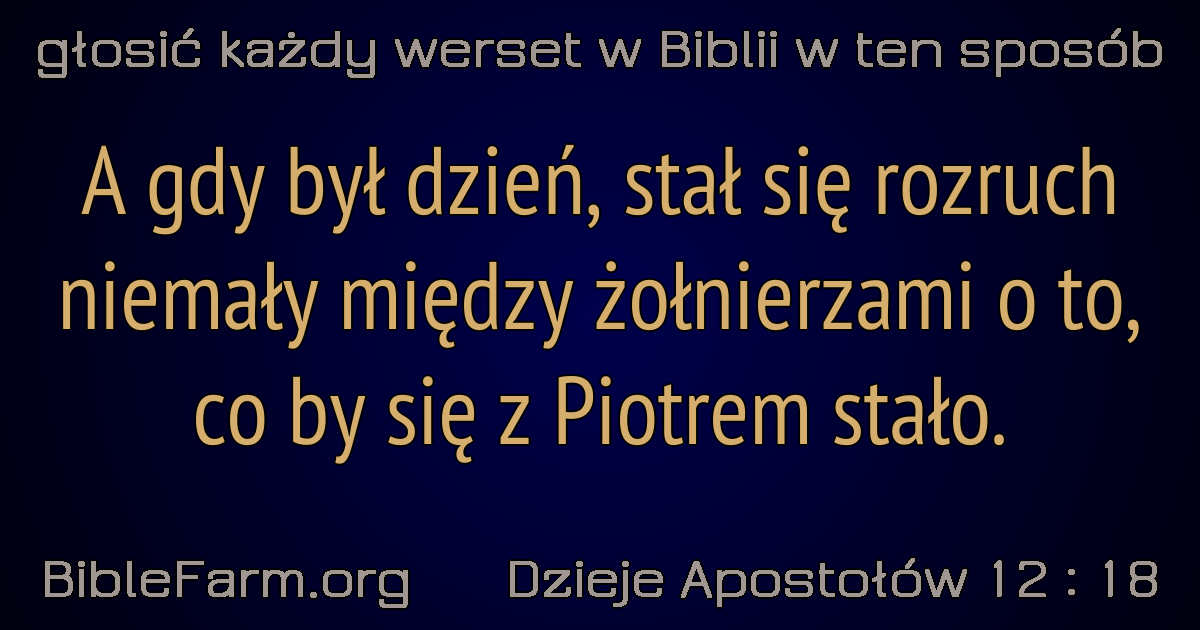 głosić każdy werset w Biblii w ten sposób
A gdy był dzień, stał się rozruch
niemały między żołnierzami o to,
co by się z Piotrem stało.
BibleFarm.org Dzieje Apostołów 12 : 18